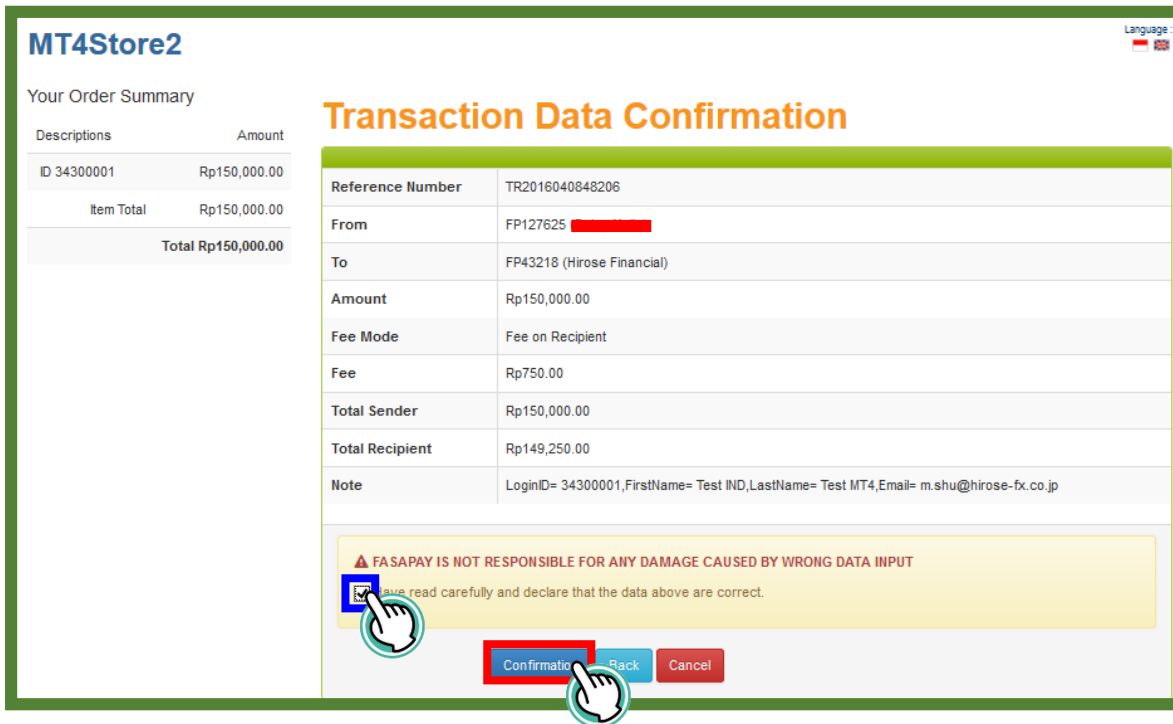 MT4Store2
Language :
Your Order Summary
Descriptions Amount
ID 34300001 Rp150,000.00
Item Total Rp150,000.00
Total Rp150,000.00
Transaction Data Confirmation
Reference Number TR2016040848206
From FP127625
To FP43218 (Hirose Financial)
Amount Rp150,000.00
Fee Mode Fee on Recipient
Fee Rp750.00
Total Sender Rp150,000.00
Total Recipient Rp149,250.00
Note LoginID= 34300001,FirstName= Test IND,LastName= Test MT4,Email= m.shu@hirose-fx.co.jp
FASAPAY IS NOT RESPONSIBLE FOR ANY DAMAGE CAUSED BY WRONG DATA INPUT
have read carefully and declare that the data above are correct.
Confirmation Back Cancel